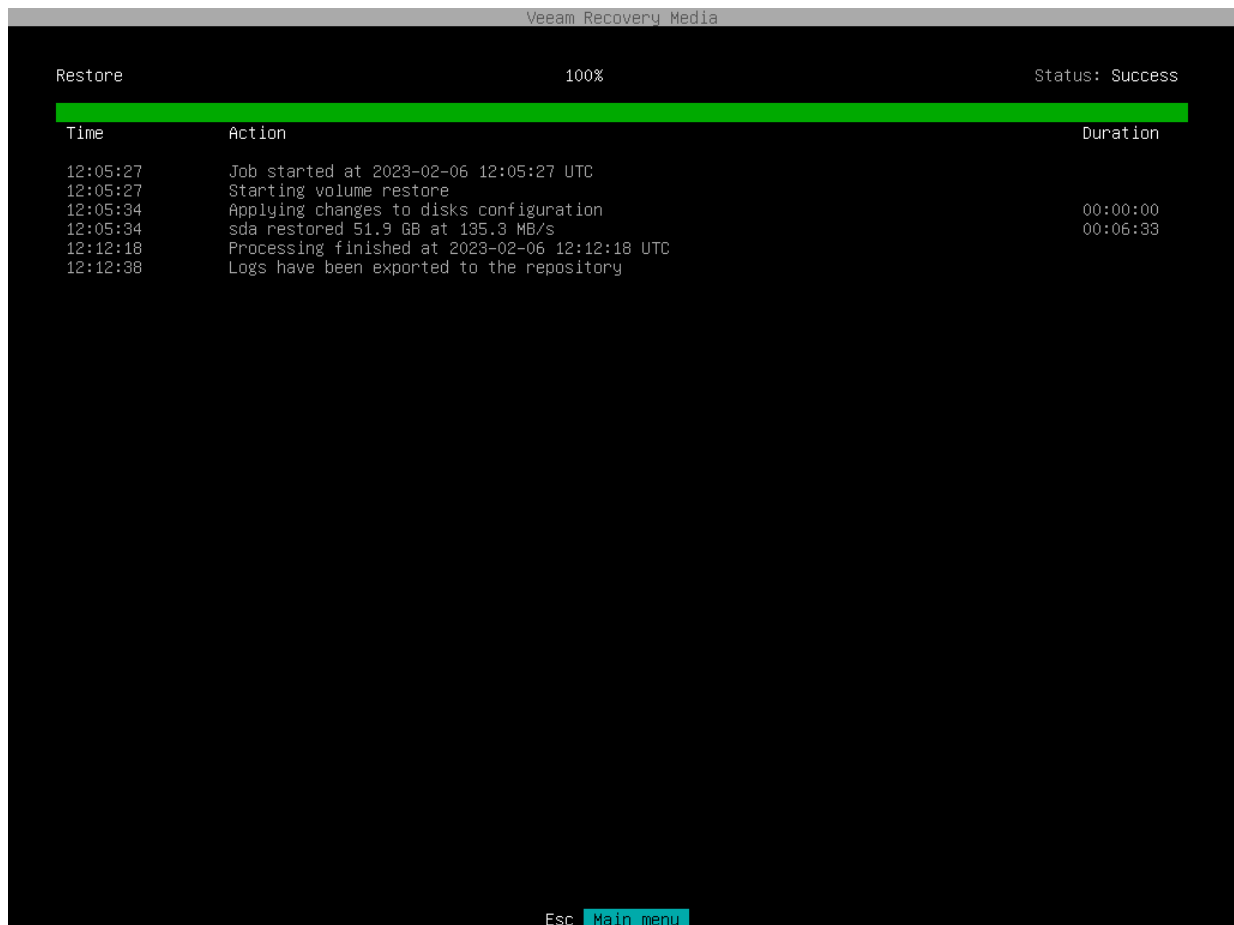 Veeam Recovery Media
Restore 100% Status: Success
Time Action Duration
12:05:27 Job started at 2023-02-06 12:05:27 UTC
12:05:27 Starting volume restore
12:05:34 Applying changes to disks configuration 00:00:00
12:05:34 sda restored 51.9 GB at 135.3 MB/s 00:06:33
12:12:18 Processing finished at 2023-02-06 12:12:18 UTC
12:12:38 Logs have been exported to the repository
Esc Main menu